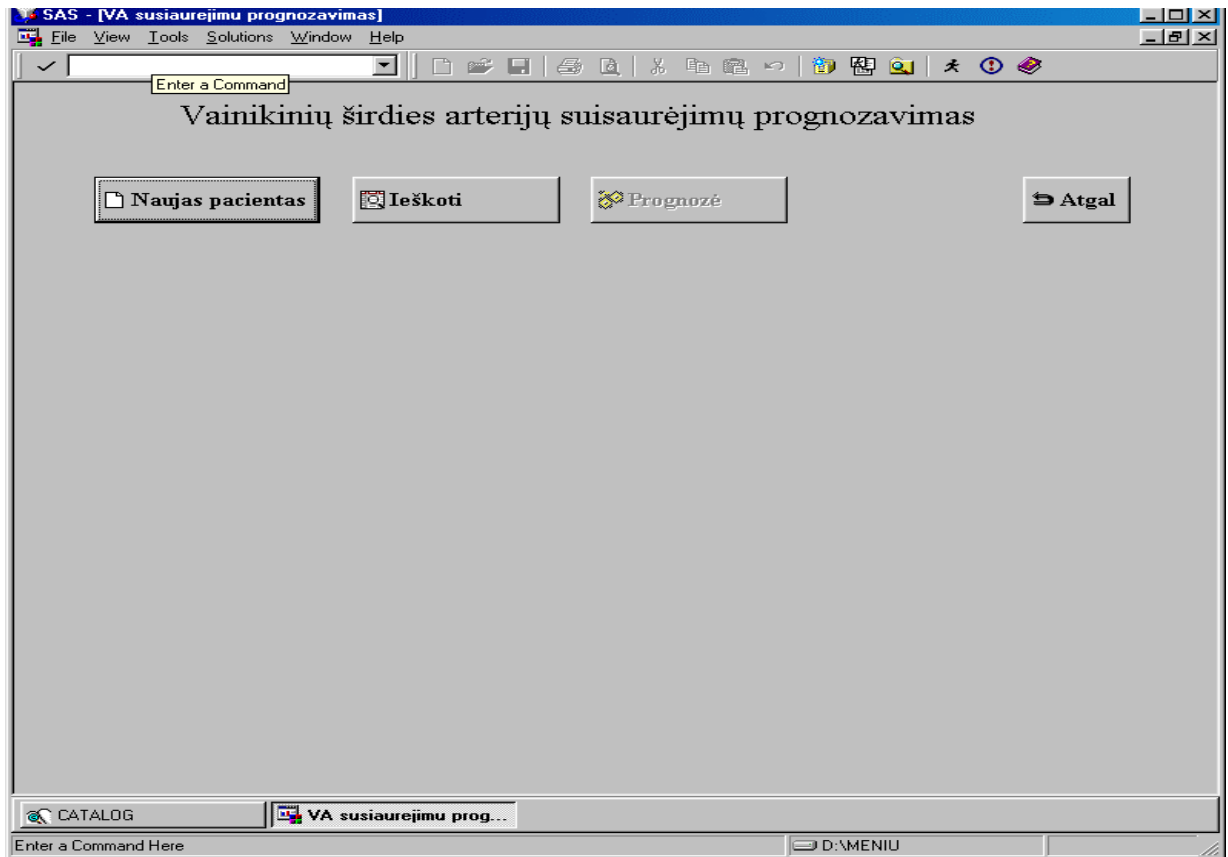 SAS - [VA susiaurejimu prognozavimas]
File View Tools Solutions Window Help
Enter a Command
Vainikinių širdies arterijų suisaurėjimų prognozavimas
Naujas pacientas Ieškoti Prognozė Atgal
CATALOG VA susiaurejimu prog...
Enter a Command Here D:\MENIU